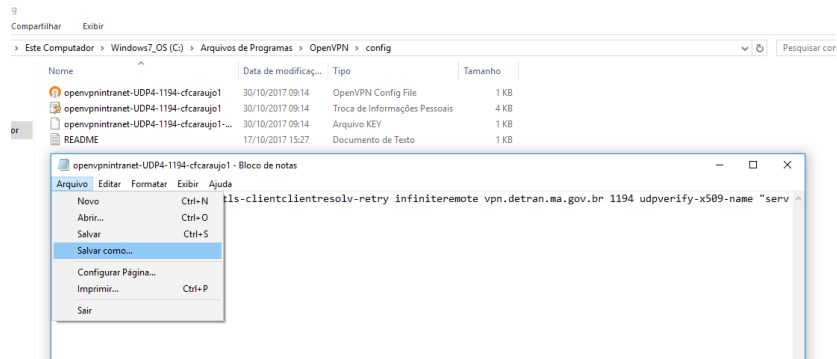 g
Compartilhar Exibir
› Este Computador › Windows7_OS (C:) › Arquivos de Programas › OpenVPN › config Pesquisar con
Nome Data de modificaç... Tipo Tamanho
openvpnintranet-UDP4-1194-cfcaraujo1 30/10/2017 09:14 OpenVPN Config File 1 KB
openvpnintranet-UDP4-1194-cfcaraujo1 30/10/2017 09:14 Troca de Informações Pessoais 4 KB
openvpnintranet-UDP4-1194-cfcaraujo1-... 30/10/2017 09:14 Arquivo KEY 1 KB
or
README 17/10/2017 15:27 Documento de Texto 1 KB
openvpnintranet-UDP4-1194-cfcaraujo1 - Bloco de notas
Arquivo Editar Formatar Exibir Ajuda
tls-clientclientresolv-retry infiniteremote vpn.detran.ma.gov.br 1194 udpverify-x509-name "serv
Novo Ctrl+N
Abrir... Ctrl+O
Salvar Ctrl+S
Salvar como...
Configurar Página...
Imprimir... Ctrl+P
Sair